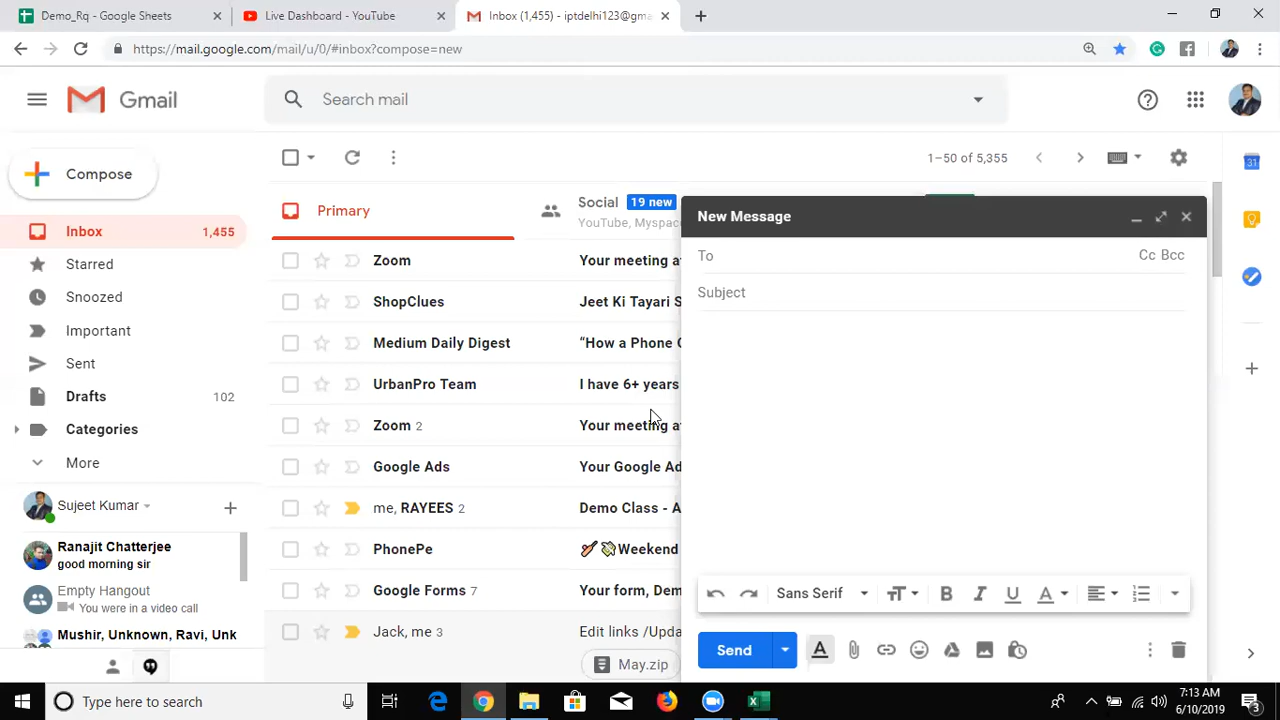 Demo_Rq - Google Sheets
Live Dashboard - YouTube
Inbox (1,455) - iptdelhi123@gma
https://mail.google.com/mail/u/0/#inbox?compose=new
Gmail
Search mail
Compose
1–50 of 5,355
Primary
Social 19 new
YouTube, Myspac
Inbox 1,455
Starred
Snoozed
Important
Sent
Drafts 102
Categories
More
Sujeet Kumar
Ranajit Chatterjee
good morning sir
Empty Hangout
You were in a video call
Mushir, Unknown, Ravi, Unk
Zoom Your meeting at
ShopClues Jeet Ki Tayari S
Medium Daily Digest “How a Phone C
UrbanPro Team I have 6+ years
Zoom 2 Your meeting at
Google Ads Your Google Ad
me, RAYEES 2 Demo Class - A
PhonePe Weekend
Google Forms 7 Your form, Dem
Jack, me 3 Edit links /Upda
May.zip
New Message
To Cc Bcc
Subject
Sans Serif
Send
31
Type here to search
7:13 AM
6/10/2019
3